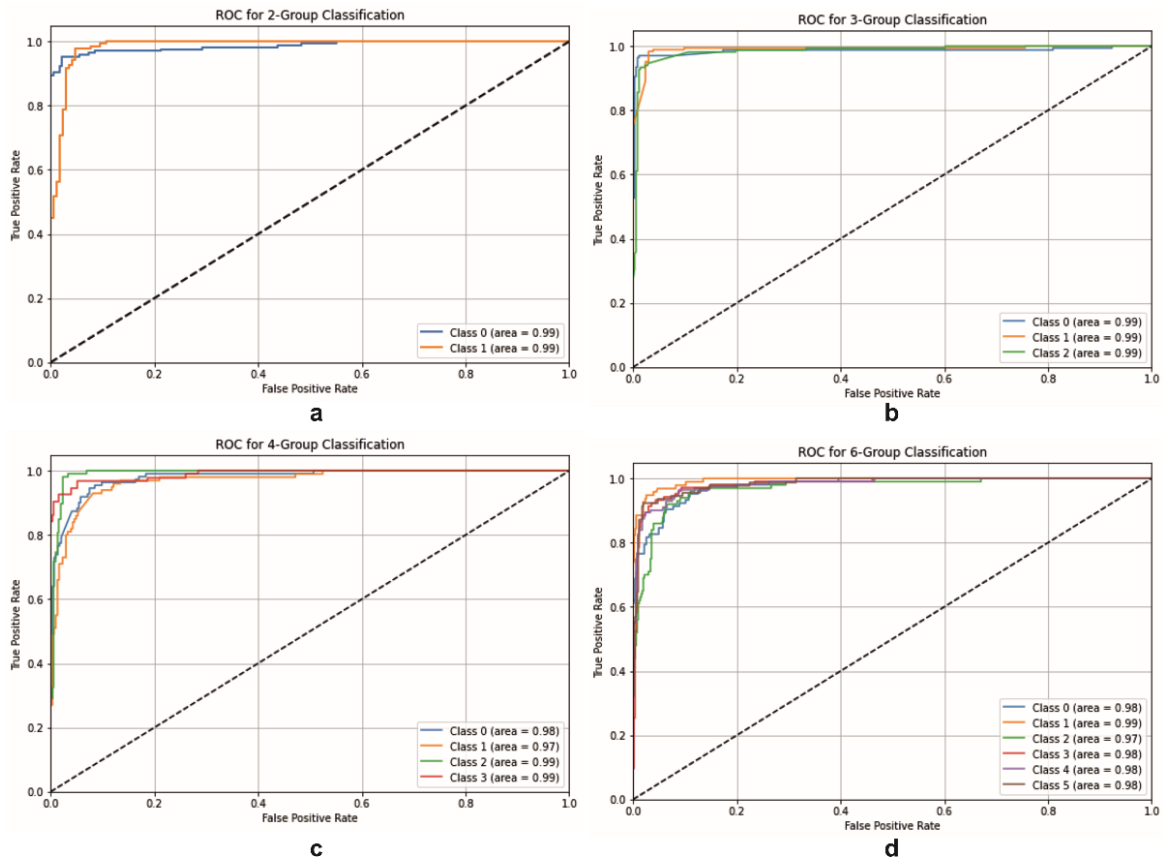 ROC for 2-Group Classification
True Positive Rate
1.0
0.8
0.6
0.4
0.2
0.0
0.0 0.2 0.4 0.6 0.8 1.0
False Positive Rate
Class 0 (area = 0.99)
Class 1 (area = 0.99)
a
ROC for 3-Group Classification
True Positive Rate
1.0
0.8
0.6
0.4
0.2
0.0
0.0 0.2 0.4 0.6 0.8 1.0
False Positive Rate
Class 0 (area = 0.99)
Class 1 (area = 0.99)
Class 2 (area = 0.99)
b
ROC for 4-Group Classification
True Positive Rate
1.0
0.8
0.6
0.4
0.2
0.0
0.0 0.2 0.4 0.6 0.8 1.0
False Positive Rate
Class 0 (area = 0.98)
Class 1 (area = 0.97)
Class 2 (area = 0.99)
Class 3 (area = 0.99)
c
ROC for 6-Group Classification
True Positive Rate
1.0
0.8
0.6
0.4
0.2
0.0
0.0 0.2 0.4 0.6 0.8 1.0
False Positive Rate
Class 0 (area = 0.98)
Class 1 (area = 0.99)
Class 2 (area = 0.97)
Class 3 (area = 0.98)
Class 4 (area = 0.98)
Class 5 (area = 0.98)
d